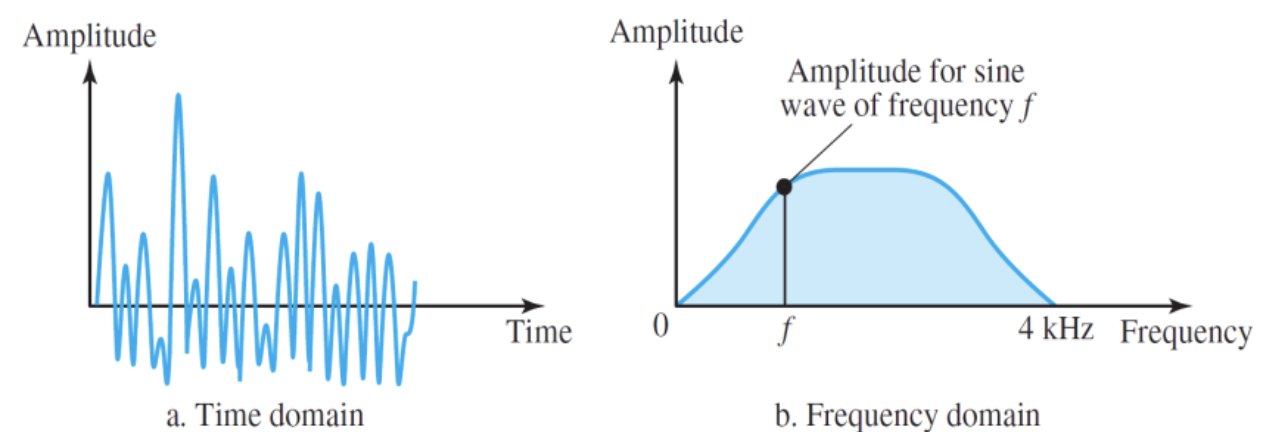 Amplitude
Time
a. Time domain
Amplitude
Amplitude for sine
wave of frequency f
0
f
4 kHz
Frequency
b. Frequency domain